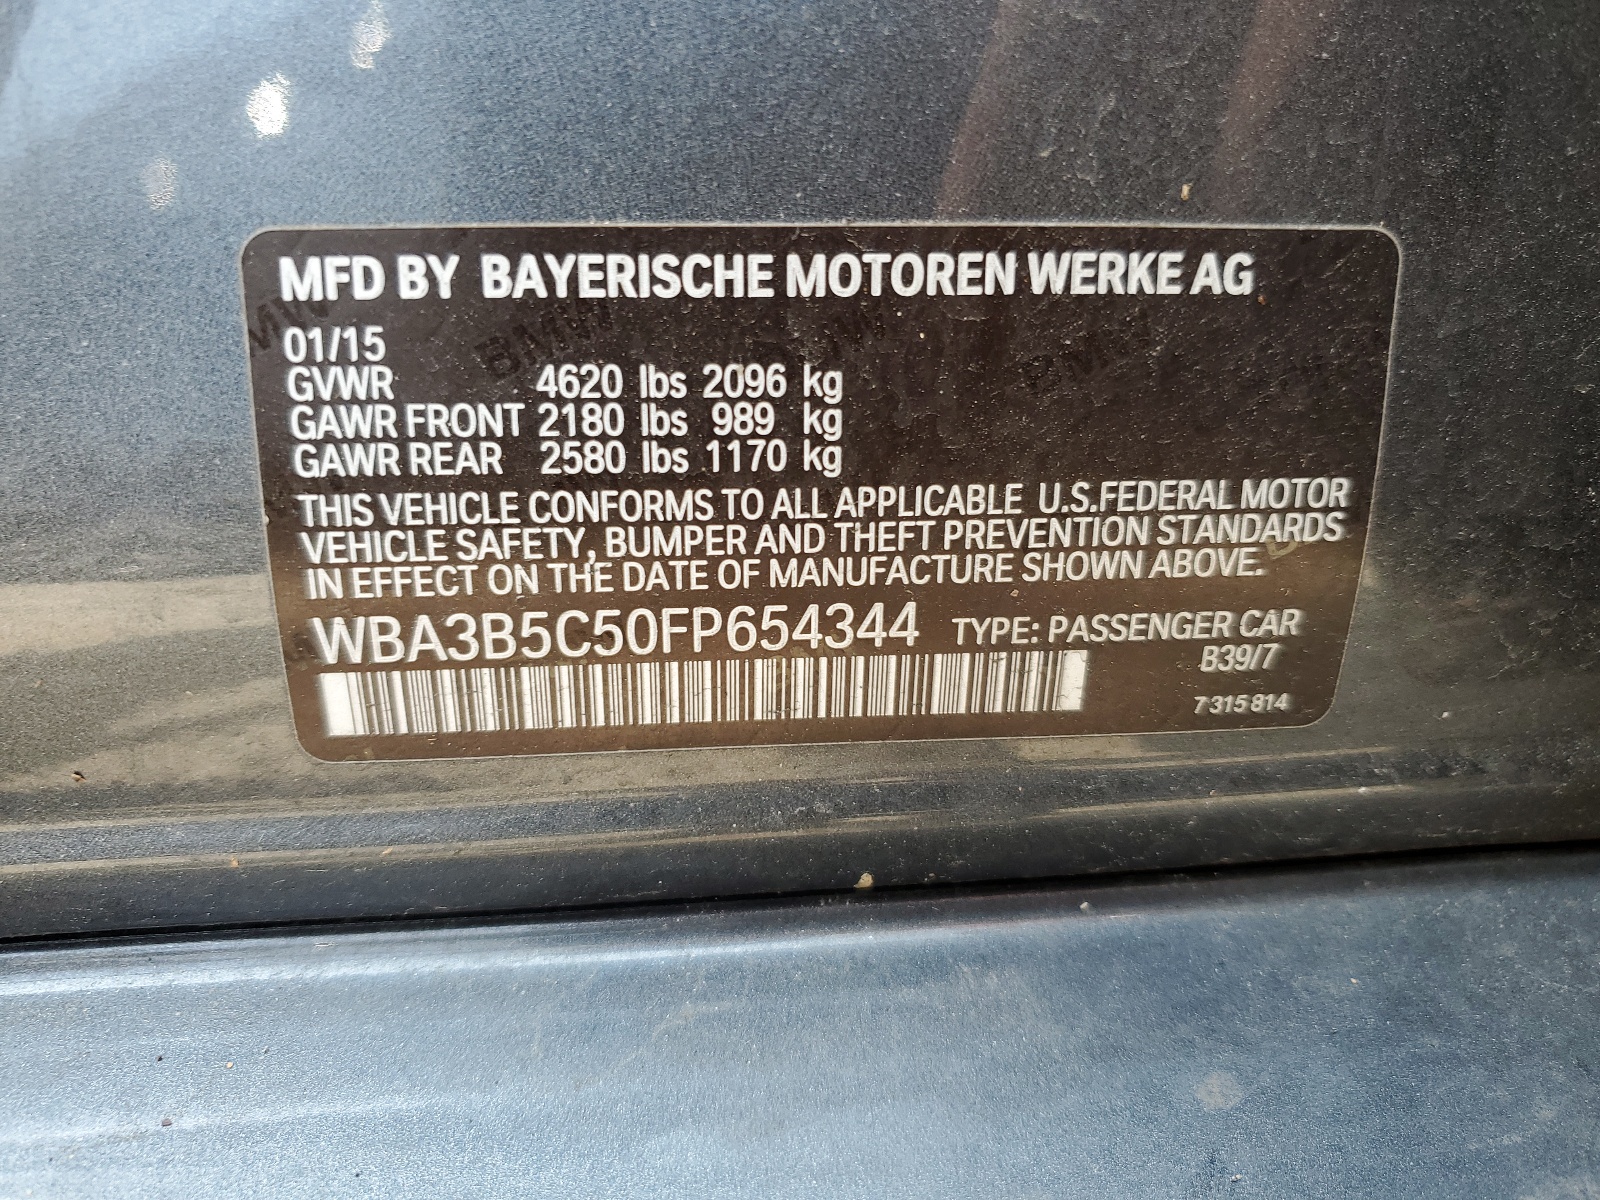 MFD BY BAYERISCHE MOTOREN WERKE AG
01/15
GVWR 4620 lbs 2096 kg
GAWR FRONT 2180 lbs 989 kg
GAWR REAR 2580 lbs 1170 kg
THIS VEHICLE CONFORMS TO ALL APPLICABLE U.S.FEDERAL MOTOR
VEHICLE SAFETY, BUMPER AND THEFT PREVENTION STANDARDS
IN EFFECT ON THE DATE OF MANUFACTURE SHOWN ABOVE.
WBA3B5C50FP654344 TYPE: PASSENGER CAR
B39/7
7 315 814